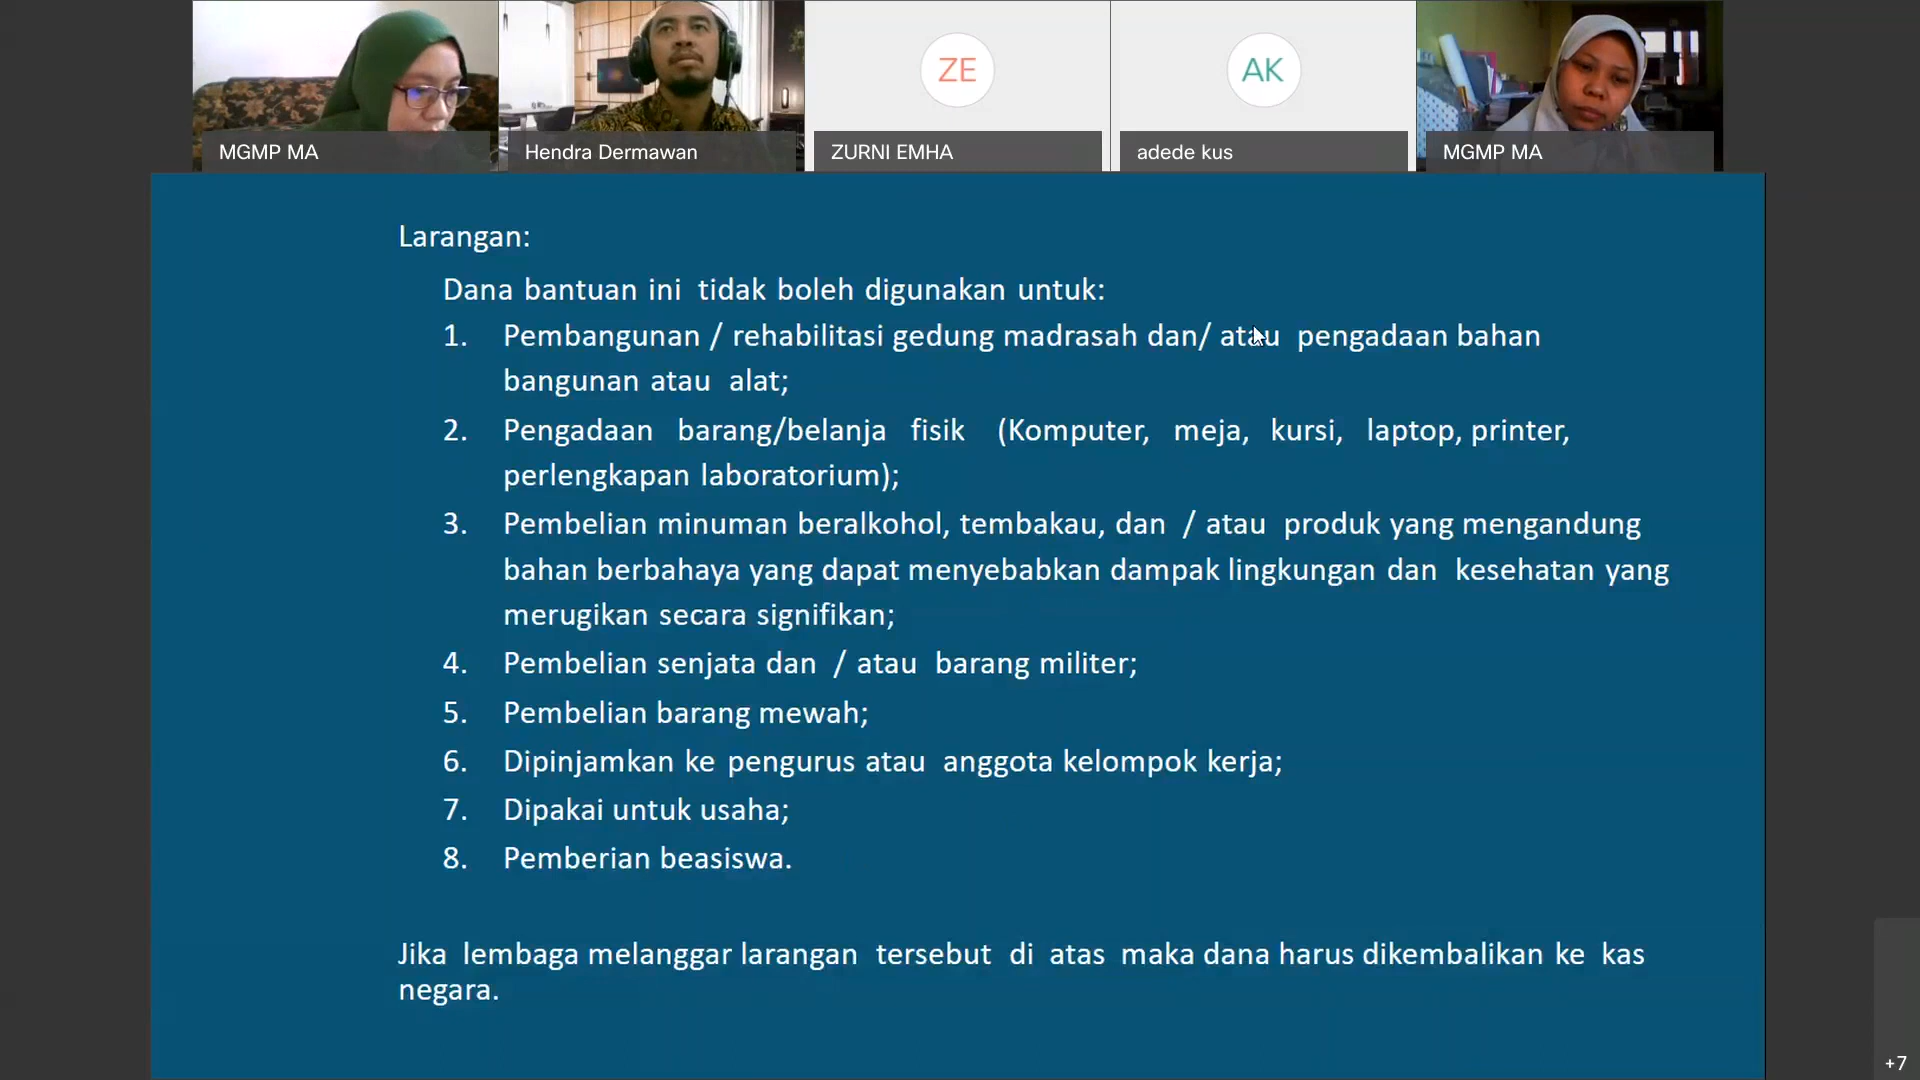 ZE
AK
MGMP MA
Hendra Dermawan
ZURNI EMHA
adede kus
MGMP MA
Larangan:
Dana bantuan ini tidak boleh digunakan untuk:
1. Pembangunan / rehabilitasi gedung madrasah dan/ atau pengadaan bahan
bangunan atau alat;
2. Pengadaan barang/belanja fisik (Komputer, meja, kursi, laptop, printer,
perlengkapan laboratorium);
3. Pembelian minuman beralkohol, tembakau, dan / atau produk yang mengandung
bahan berbahaya yang dapat menyebabkan dampak lingkungan dan kesehatan yang
merugikan secara signifikan;
4. Pembelian senjata dan / atau barang militer;
5. Pembelian barang mewah;
6. Dipinjamkan ke pengurus atau anggota kelompok kerja;
7. Dipakai untuk usaha;
8. Pemberian beasiswa.
Jika lembaga melanggar larangan tersebut di atas maka dana harus dikembalikan ke kas
negara.
+7